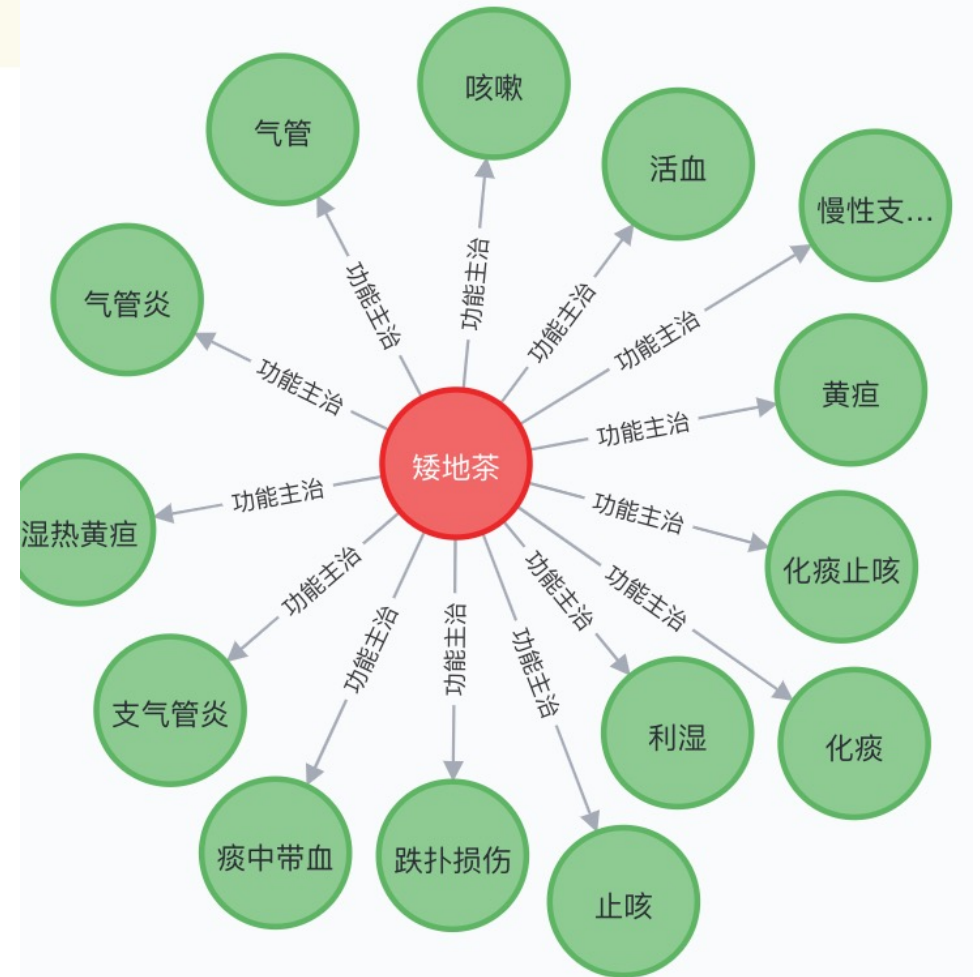 咳嗽
气管
活血
慢性支...
功能主治
功能主治
功能主治
功能主治
气管炎
功能主治
功能主治
黄疸
功能主治
矮地茶
功能主治
功能主治
湿热黄疸
化痰止咳
功能主治
功能主治
功能主治
功能主治
功能主治
功能主治
支气管炎
利湿
化痰
痰中带血
跌扑损伤
止咳